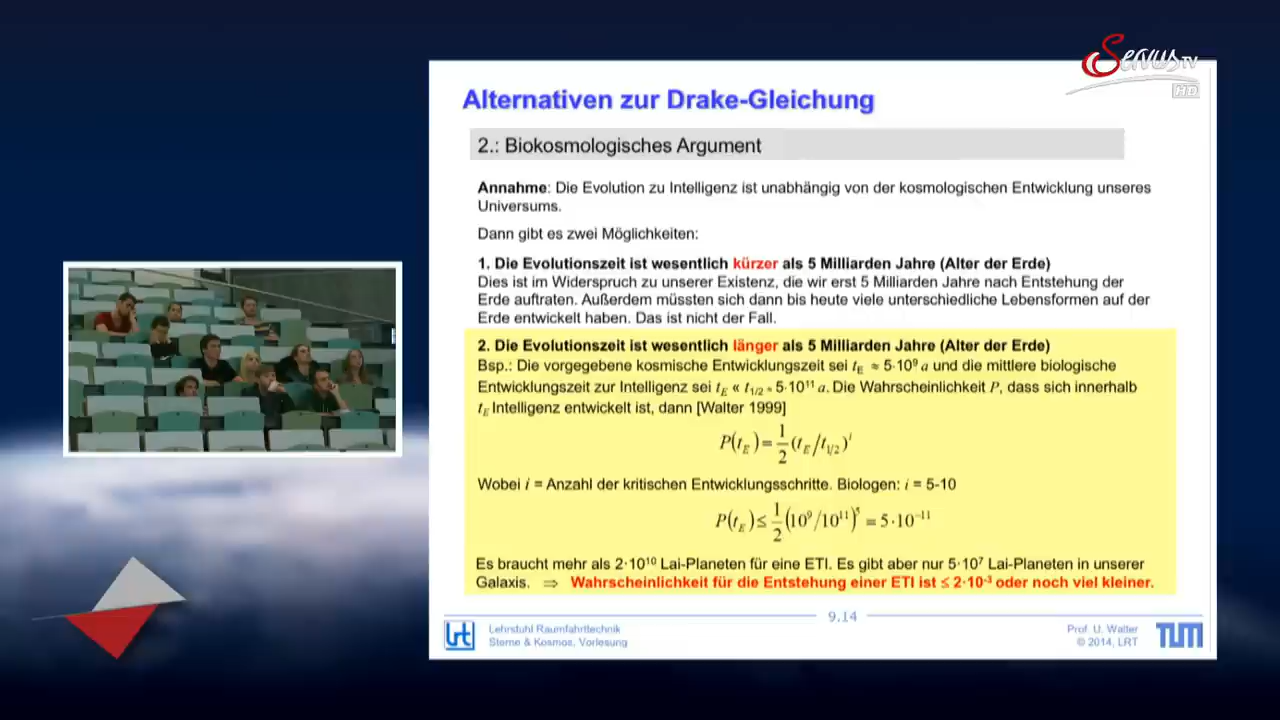 Servus TV
HD
Alternativen zur Drake-Gleichung
2.: Biokosmologisches Argument
Annahme: Die Evolution zu Intelligenz ist unabhängig von der kosmologischen Entwicklung unseres
Universums.
Dann gibt es zwei Möglichkeiten:
1. Die Evolutionszeit ist wesentlich kürzer als 5 Milliarden Jahre (Alter der Erde)
Dies ist im Widerspruch zu unserer Existenz, die wir erst 5 Milliarden Jahre nach Entstehung der
Erde auftraten. Außerdem müssten sich dann bis heute viele unterschiedliche Lebensformen auf der
Erde entwickelt haben. Das ist nicht der Fall.
2. Die Evolutionszeit ist wesentlich länger als 5 Milliarden Jahre (Alter der Erde)
Bsp.: Die vorgegebene kosmische Entwicklungszeit sei t_E ≈ 5·10⁹ a und die mittlere biologische
Entwicklungszeit zur Intelligenz sei t_E « t_1/2 ≈ 5·10¹¹ a. Die Wahrscheinlichkeit P, dass sich innerhalb
t_E Intelligenz entwickelt ist, dann [Walter 1999]
P(t_E) = 1/2 (t_E/t_1/2)^i
Wobei i = Anzahl der kritischen Entwicklungsschritte. Biologen: i = 5-10
P(t_E) ≤ 1/2 (10⁹/10¹¹)⁵ = 5·10⁻¹¹
Es braucht mehr als 2·10¹⁰ Lai-Planeten für eine ETI. Es gibt aber nur 5·10⁷ Lai-Planeten in unserer
Galaxis. ⇒ Wahrscheinlichkeit für die Entstehung einer ETI ist ≤ 2·10⁻³ oder noch viel kleiner.
9.14
lrt
Lehrstuhl Raumfahrttechnik
Sterne & Kosmos, Vorlesung
Prof. U. Walter
© 2014, LRT
TUM